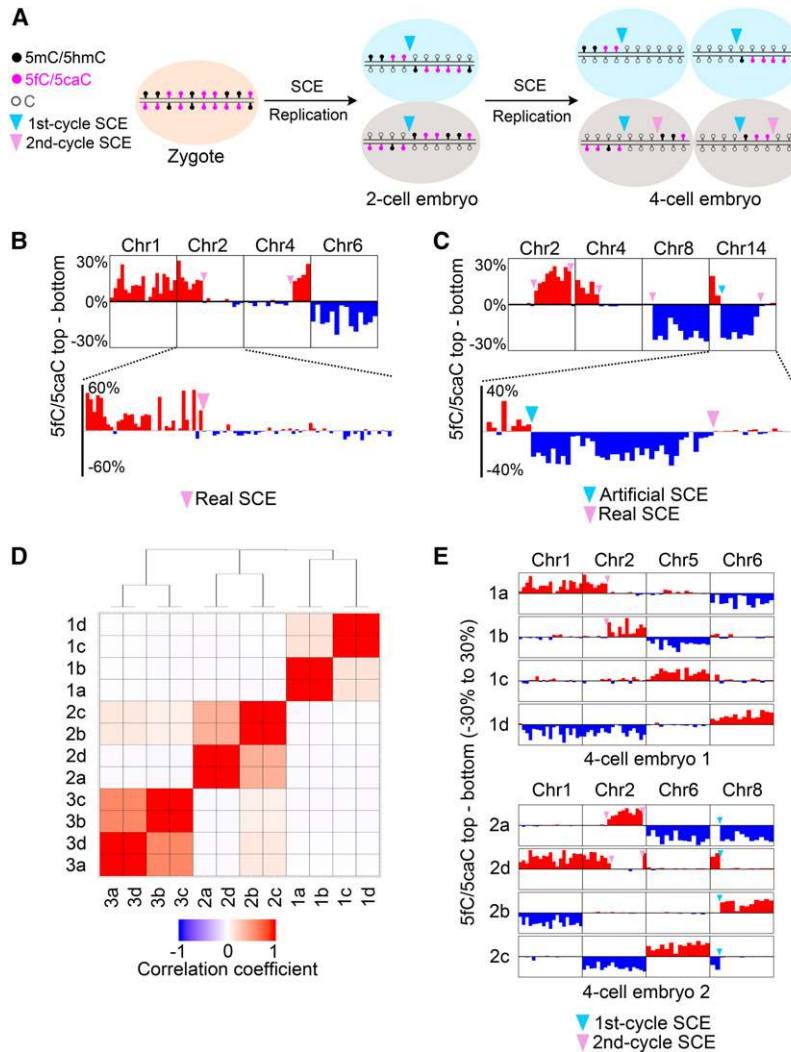 A
5mC/5hmC
5fC/5caC
C
1st-cycle SCE
2nd-cycle SCE
Zygote
SCE
Replication
2-cell embryo
SCE
Replication
4-cell embryo
B
Chr1 Chr2 Chr4 Chr6
5fC/5caC top - bottom
30%
0%
-30%
60%
-60%
Real SCE
C
Chr2 Chr4 Chr8 Chr14
5fC/5caC top - bottom
30%
0%
-30%
40%
-40%
Artificial SCE
Real SCE
D
1d
1c
1b
1a
2c
2b
2d
2a
3c
3b
3d
3a
3a 3d 3b 3c 2a 2d 2b 2c 1a 1b 1c 1d
-1 0 1
Correlation coefficient
E
5fC/5caC top - bottom (-30% to 30%)
Chr1 Chr2 Chr5 Chr6
1a
1b
1c
1d
4-cell embryo 1
Chr1 Chr2 Chr6 Chr8
2a
2d
2b
2c
4-cell embryo 2
1st-cycle SCE
2nd-cycle SCE